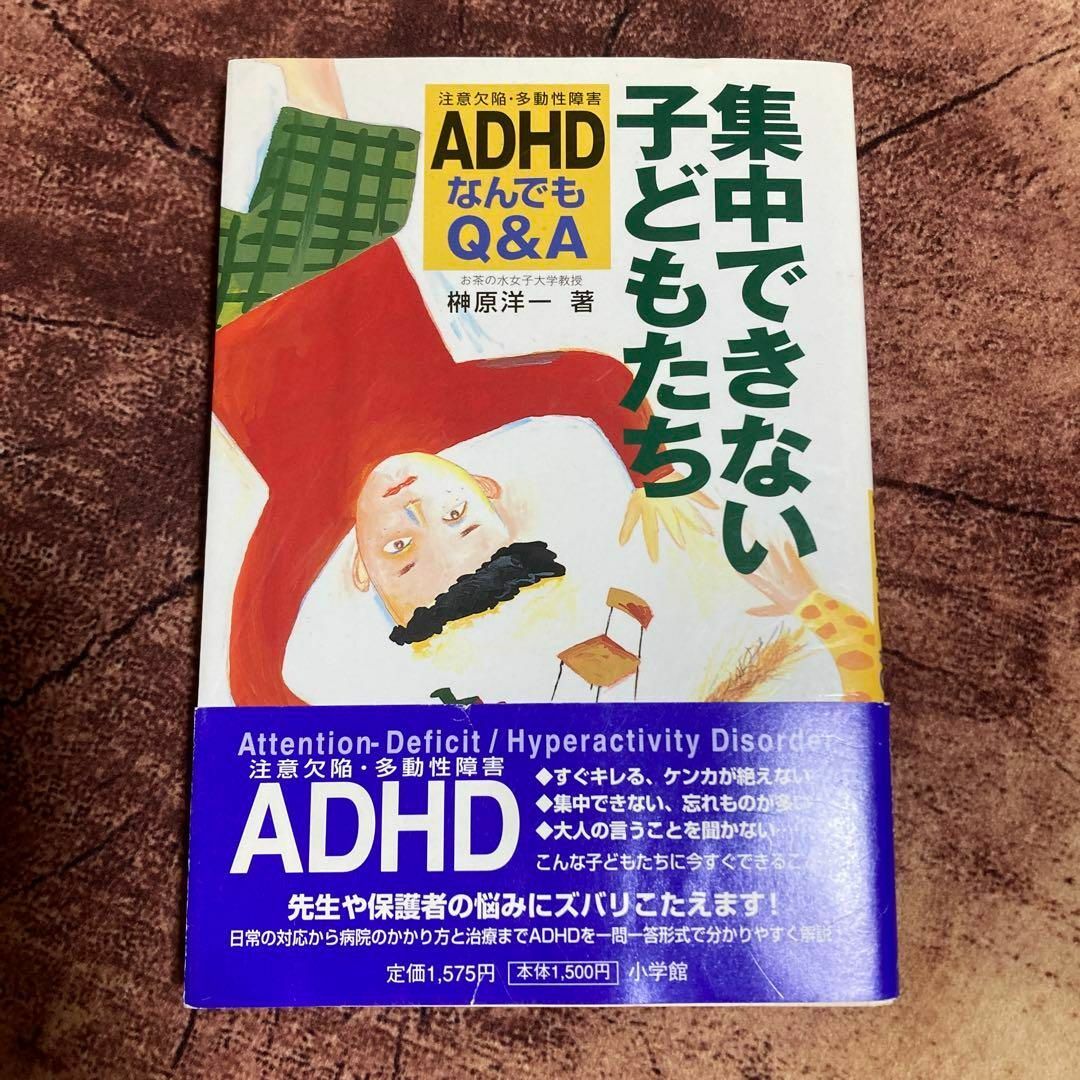 集中できない
子どもたち
注意欠陥・多動性障害
ADHD
なんでも
Q&A
お茶の水女子大学教授
榊原洋一 著
Attention-Deficit / Hyperactivity Disorder
注意欠陥・多動性障害
ADHD
◆すぐキレる、ケンカが絶えない
◆集中できない、忘れものが多い
◆大人の言うことを聞かない……
こんな子どもたちに今すぐできること
先生や保護者の悩みにズバリこたえます!
日常の対応から病院のかかり方と治療までADHDを一問一答形式で分かりやすく解説!
定価1,575円 本体1,500円 小学館